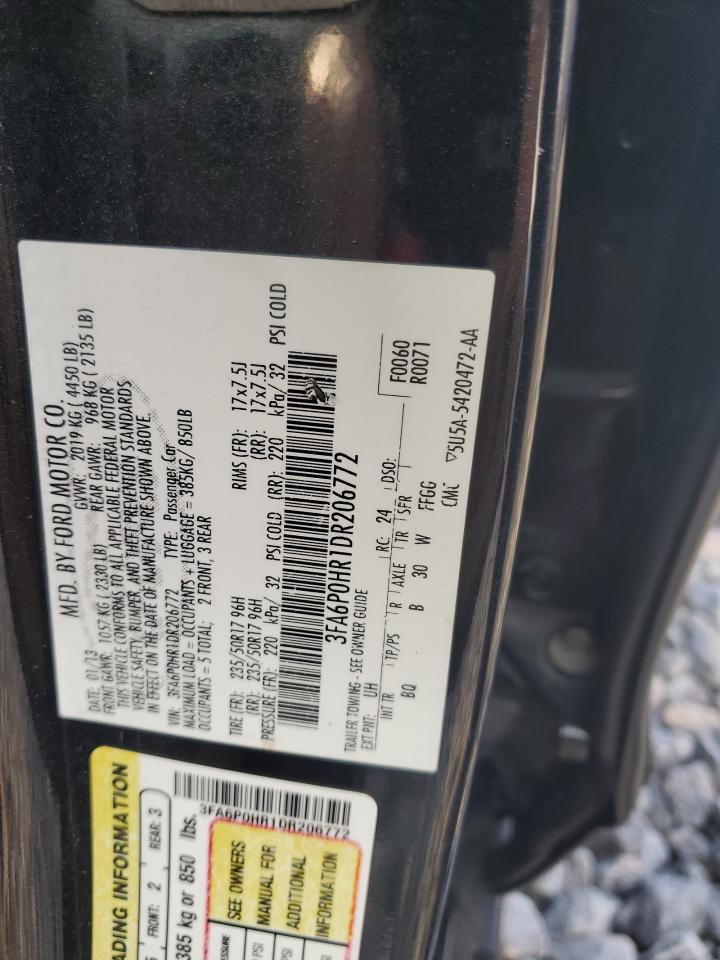 MFD. BY FORD MOTOR CO.
DATE: 01/13 GVWR: 2019 KG ( 4450 LB)
FRONT GAWR: 1057 KG ( 2330 LB) REAR GAWR: 968 KG ( 2135 LB)
THIS VEHICLE CONFORMS TO ALL APPLICABLE FEDERAL MOTOR
VEHICLE SAFETY, BUMPER, AND THEFT PREVENTION STANDARDS
IN EFFECT ON THE DATE OF MANUFACTURE SHOWN ABOVE.
VIN: 3FA6P0HR1DR206772 TYPE: Passenger Car
MAXIMUM LOAD = OCCUPANTS + LUGGAGE = 385KG/ 850LB
OCCUPANTS = 5 TOTAL; 2 FRONT, 3 REAR
TIRE (FR): 235/50R17 96H RIMS (FR): 17x7.5J
(RR): 235/50R17 96H (RR): 17x7.5J
PRESSURE (FR): 220 kPa/ 32 PSI COLD (RR): 220 kPa/ 32 PSI COLD
3FA6P0HR1DR206772
TRAILER TOWING - SEE OWNER GUIDE
EXT PNT: UH RC: 24 DSO: F0060
R0071
INT TR TP/PS R AXLE TR SPR
BQ B 30 W FFGG
▽5U5A-5420472-AA
ADING INFORMATION
FRONT: 2 REAR: 3
385 kg or 850 lbs.
3FA6P0HR1DR206772
SEE OWNERS
MANUAL FOR
ADDITIONAL
INFORMATION
PSI
PSI
PSI